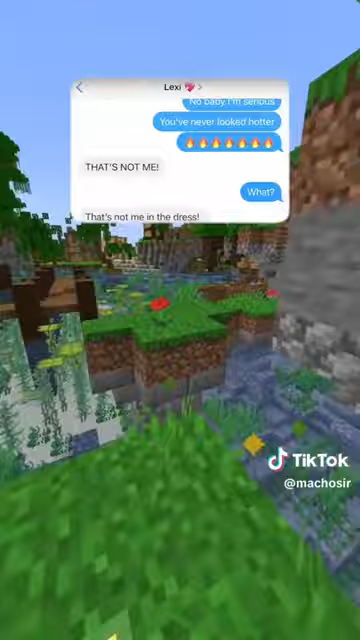 Lexi 💖
No baby I'm serious
You've never looked hotter
🔥🔥🔥🔥🔥🔥🔥
THAT'S NOT ME!
What?
That's not me in the dress!
TikTok
@machosir